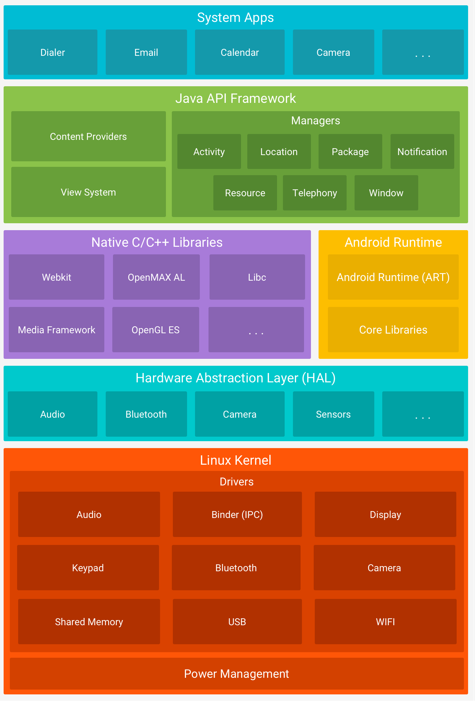 System Apps
Dialer
Email
Calendar
Camera
. . .
Java API Framework
Content Providers
View System
Managers
Activity
Location
Package
Notification
Resource
Telephony
Window
Native C/C++ Libraries
Webkit
OpenMAX AL
Libc
Media Framework
OpenGL ES
. . .
Android Runtime
Android Runtime (ART)
Core Libraries
Hardware Abstraction Layer (HAL)
Audio
Bluetooth
Camera
Sensors
. . .
Linux Kernel
Drivers
Audio
Binder (IPC)
Display
Keypad
Bluetooth
Camera
Shared Memory
USB
WIFI
Power Management